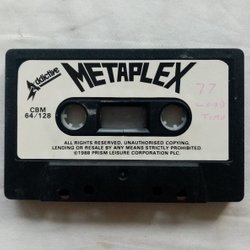 Addictive
METAPLEX
CBM
64/128
77
ALL RIGHTS RESERVED. UNAUTHORISED COPYING,
LENDING OR RESALE BY ANY MEANS STRICTLY PROHIBITED.
©1988 PRISM LEISURE CORPORATION PLC.